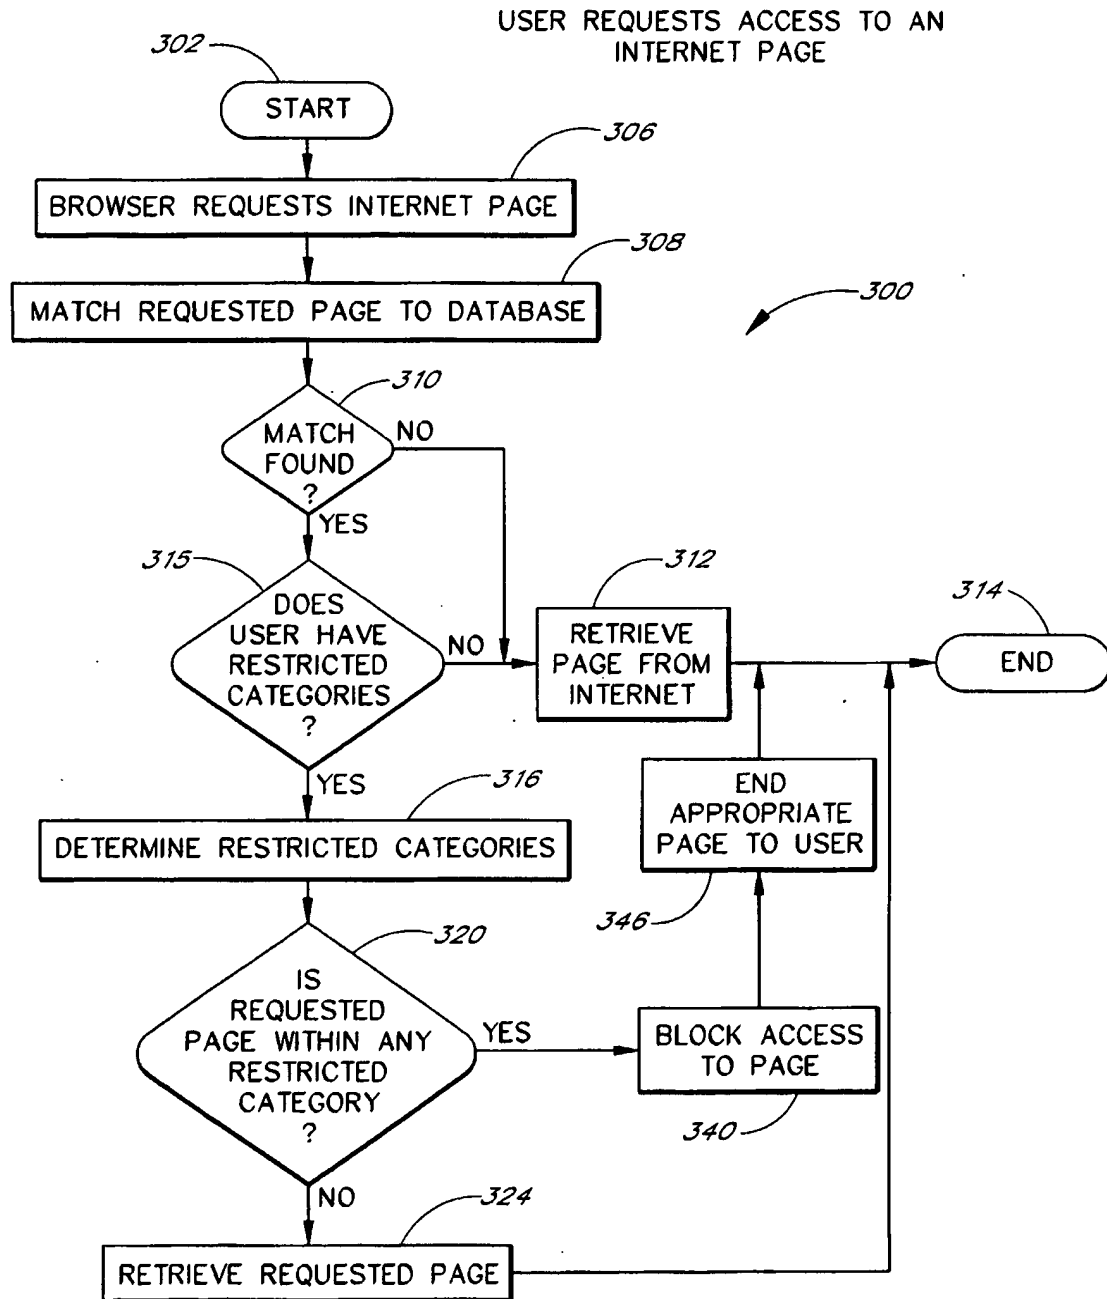 USER REQUESTS ACCESS TO AN
INTERNET PAGE
302
START
306
BROWSER REQUESTS INTERNET PAGE
308
MATCH REQUESTED PAGE TO DATABASE
300
310
MATCH
FOUND
?
NO
YES
315
DOES
USER HAVE
RESTRICTED
CATEGORIES
?
NO
312
RETRIEVE
PAGE FROM
INTERNET
314
END
YES
316
DETERMINE RESTRICTED CATEGORIES
END
APPROPRIATE
PAGE TO USER
346
320
IS
REQUESTED
PAGE WITHIN ANY
RESTRICTED
CATEGORY
?
YES
BLOCK ACCESS
TO PAGE
340
NO
324
RETRIEVE REQUESTED PAGE